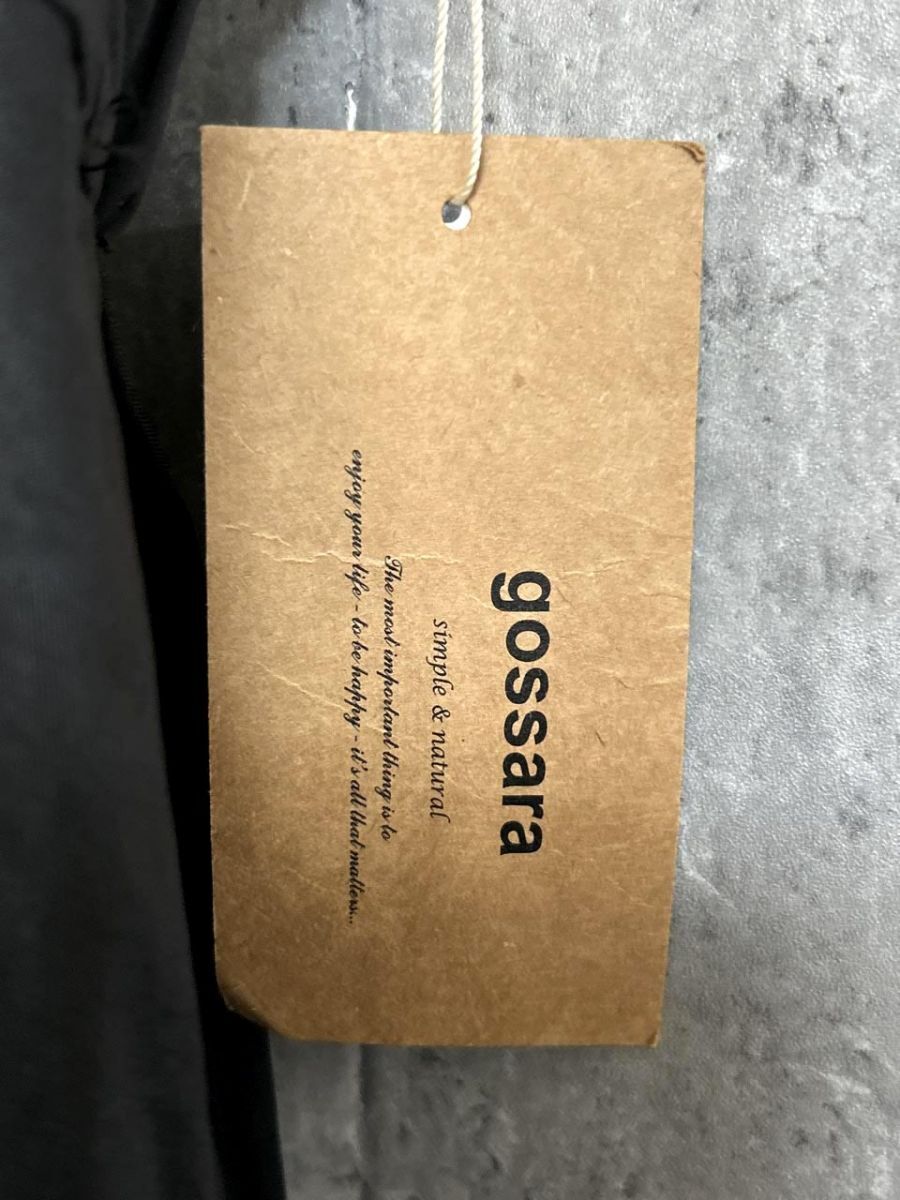 gossara
simple & natural
The most important thing is to
enjoy your life - to be happy - it's all that matters...